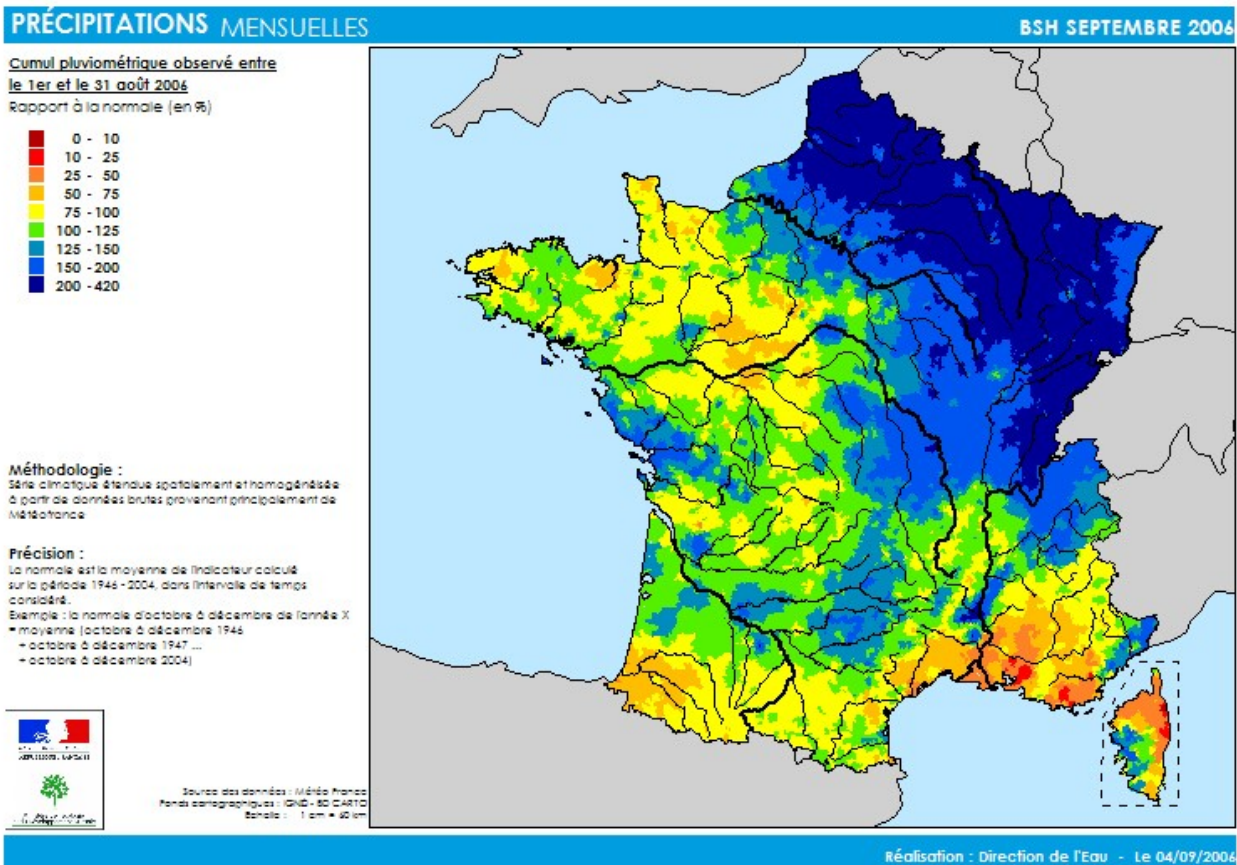 PRÉCIPITATIONS MENSUELLES
BSH SEPTEMBRE 2006
Cumul pluviométrique observé entre
le 1er et le 31 août 2006
Rapport à la normale (en %)
0 - 10
10 - 25
25 - 50
50 - 75
75 - 100
100 - 125
125 - 150
150 - 200
200 - 420
Méthodologie :
Série climatique étendue spatialement et homogénéisée
à partir de données brutes provenant principalement de
Météofrance
Précision :
La normale est la moyenne de l'indicateur calculé
sur la période 1946 - 2004, dans l'intervalle de temps
considéré.
Exemple : la normale d'octobre à décembre de l'année X
= moyenne (octobre à décembre 1946
+ octobre à décembre 1947 ...
+ octobre à décembre 2004)
Source des données : Météo France
Fonds cartographiques : IGN© - BD CARTO
Echelle : 1 cm = 60 km
Réalisation : Direction de l'Eau - Le 04/09/2006